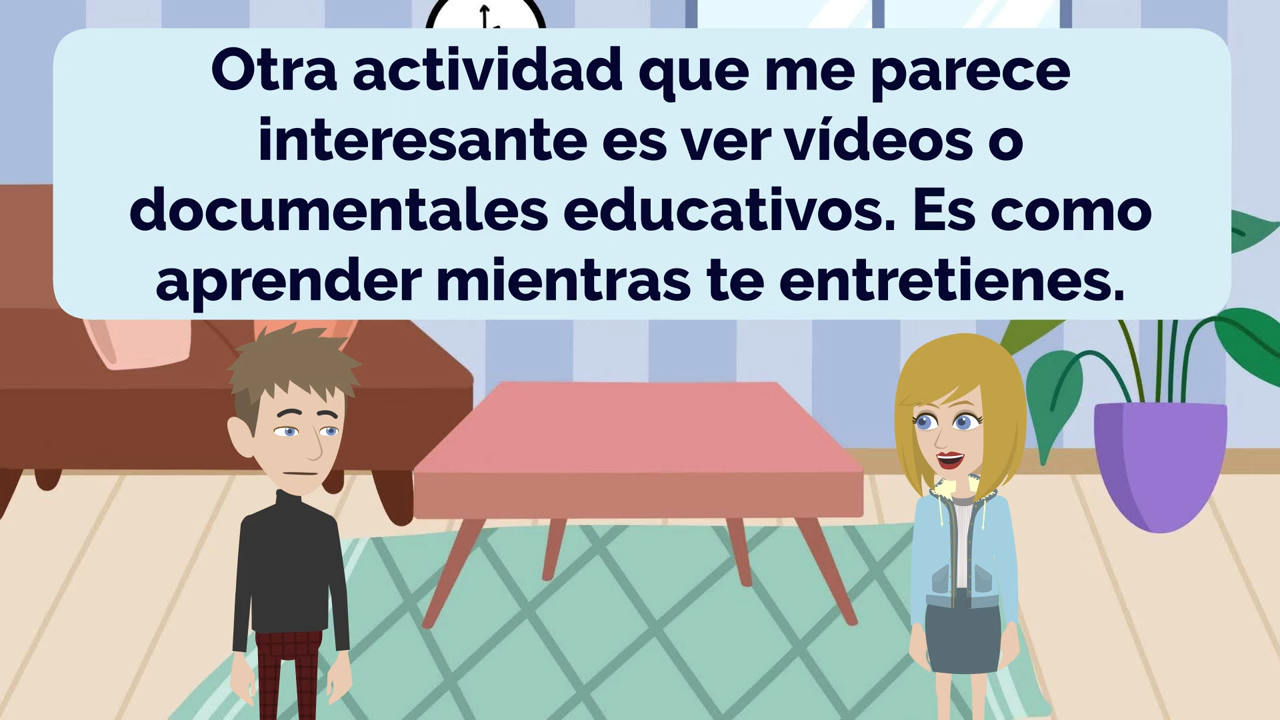 Otra actividad que me parece
interesante es ver vídeos o
documentales educativos. Es como
aprender mientras te entretienes.